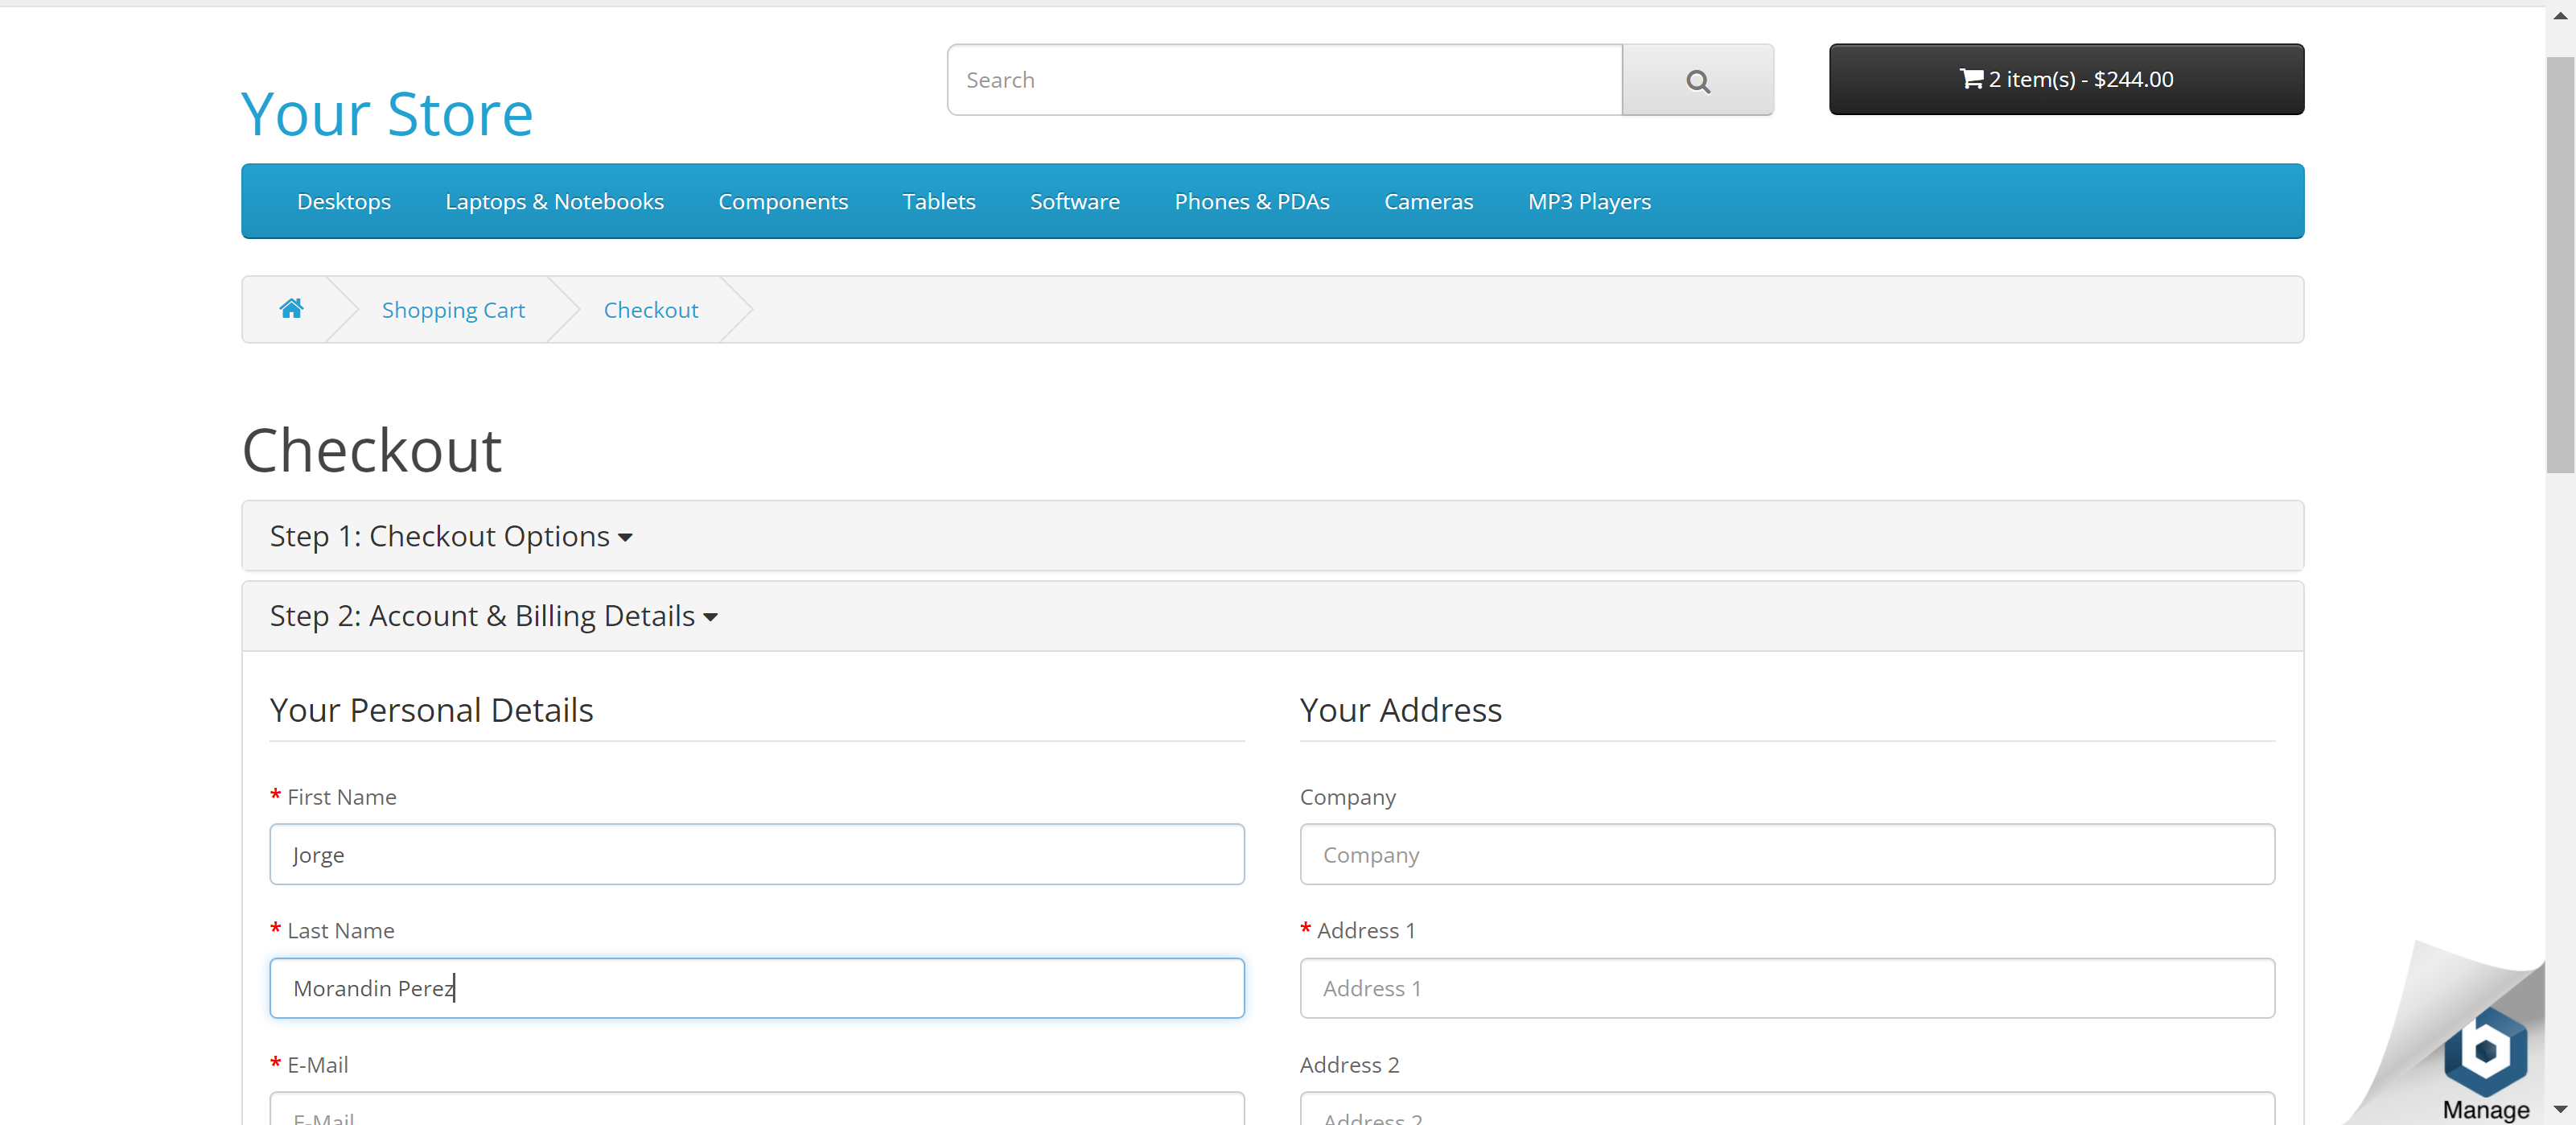 Search
2 item(s) - $244.00
Your Store
Desktops Laptops & Notebooks Components Tablets Software Phones & PDAs Cameras MP3 Players
Shopping Cart Checkout
Checkout
Step 1: Checkout Options
Step 2: Account & Billing Details
Your Personal Details
* First Name
Jorge
* Last Name
Morandin Perez
* E-Mail
E-Mail
Your Address
Company
Company
* Address 1
Address 1
Address 2
Address 2
Manage